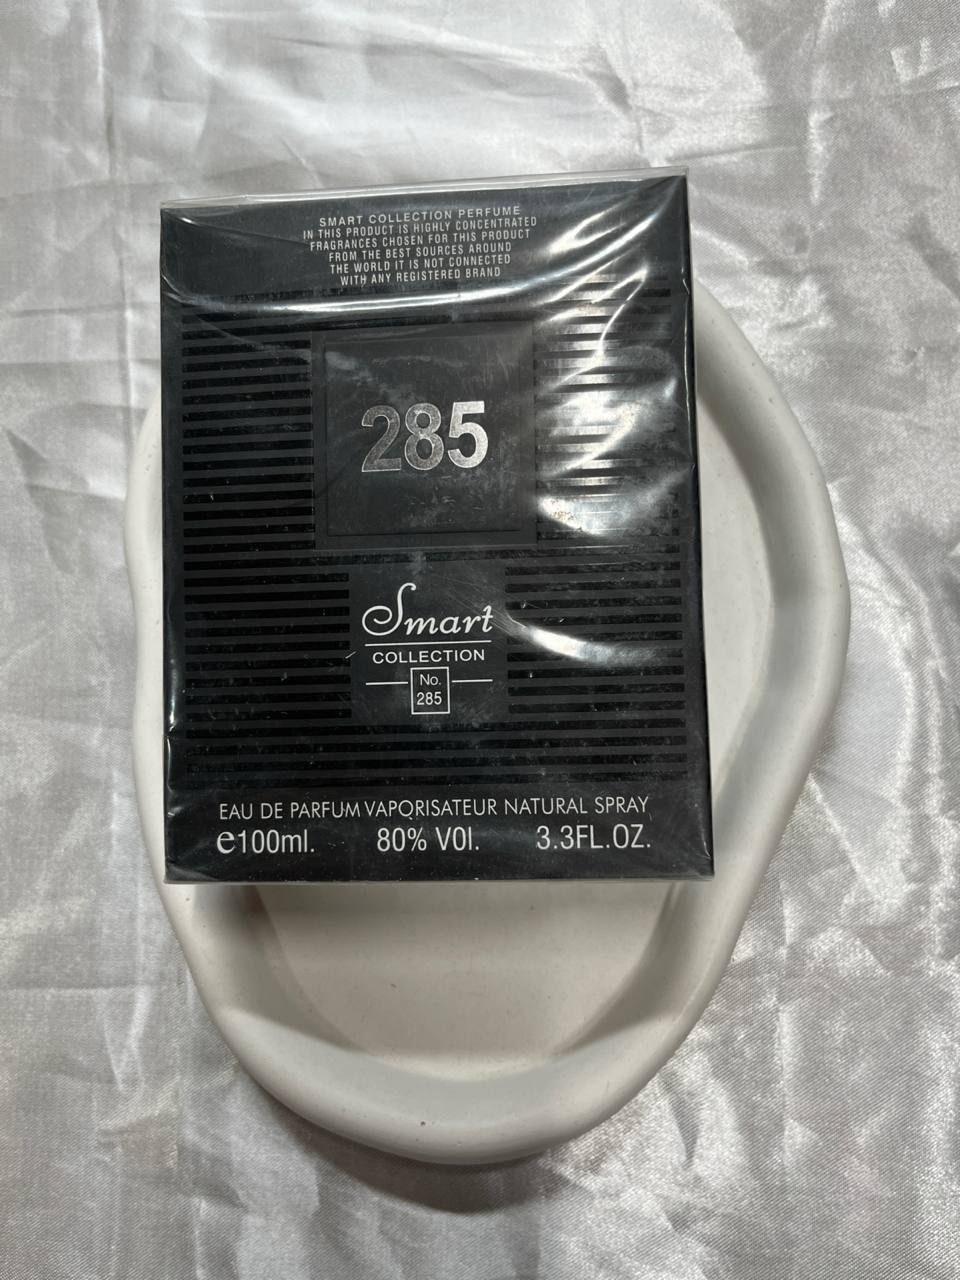 SMART COLLECTION PERFUME
IN THIS PRODUCT IS HIGHLY CONCENTRATED
FRAGRANCES CHOSEN FOR THIS PRODUCT
FROM THE BEST SOURCES AROUND
THE WORLD IT IS NOT CONNECTED
WITH ANY REGISTERED BRAND
285
Smart
COLLECTION
No.
285
EAU DE PARFUM VAPORISATEUR NATURAL SPRAY
e100ml. 80% VOl. 3.3FL.OZ.